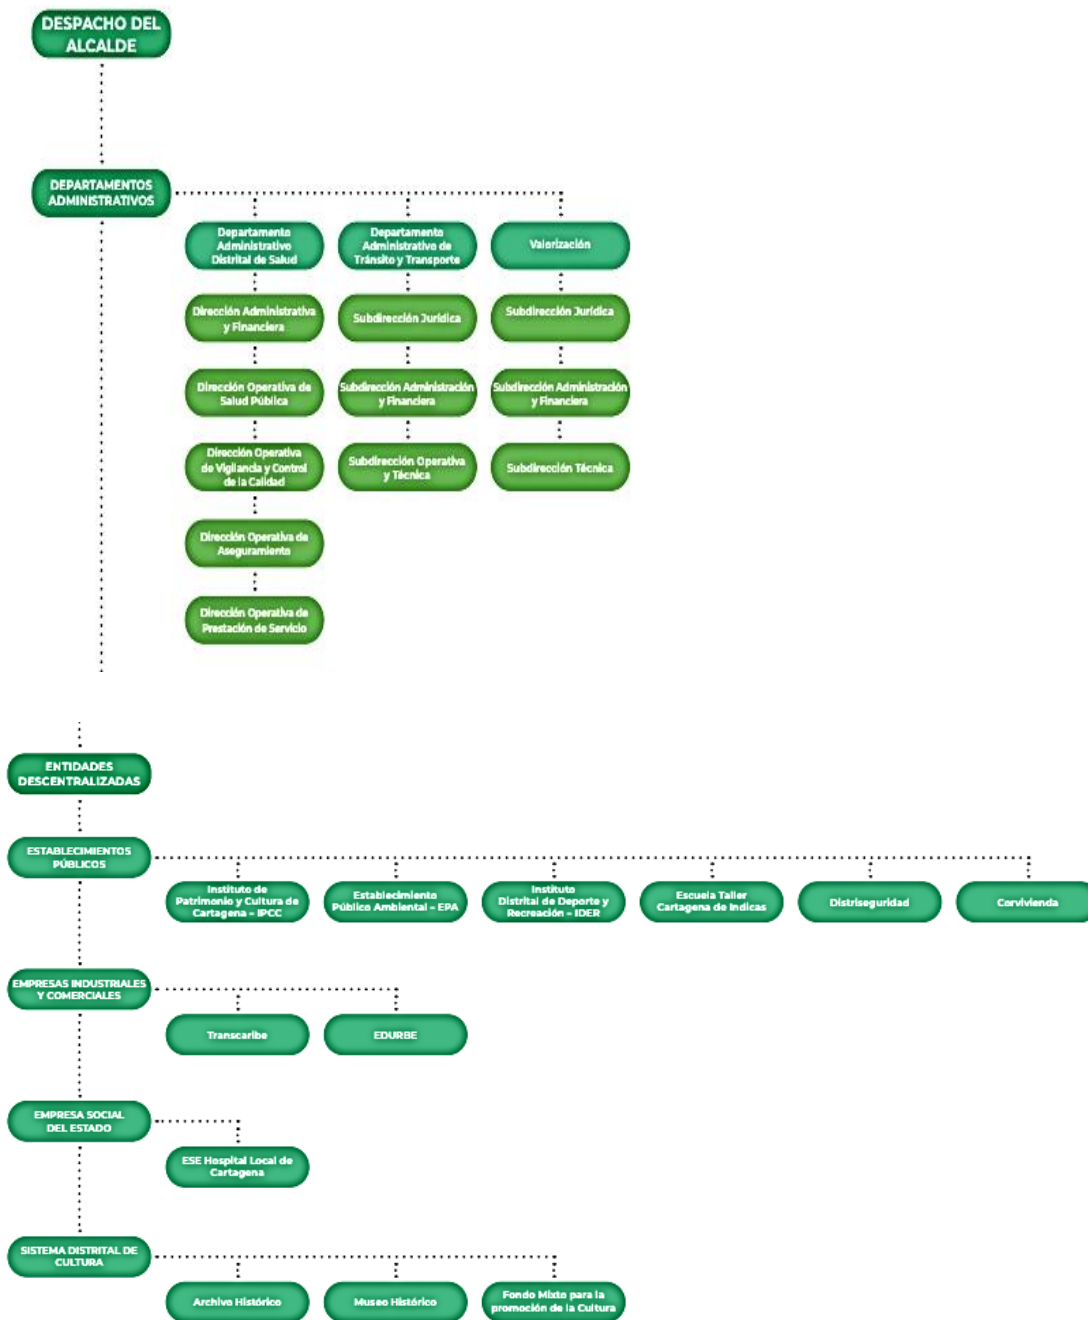 DESPACHO DEL
ALCALDE
DEPARTAMENTOS
ADMINISTRATIVOS
Departamento
Administrativo
Distrital de Salud
Departamento
Administrativo de
Tránsito y Transporte
Valorización
Dirección Administrativa
y Financiera
Subdirección Jurídica
Subdirección Jurídica
Dirección Operativa de
Salud Pública
Subdirección Administración
y Financiera
Subdirección Administración
y Financiera
Dirección Operativa
de Vigilancia y Control
de la Calidad
Subdirección Operativa
y Técnica
Subdirección Técnica
Dirección Operativa de
Aseguramiento
Dirección Operativa de
Prestación de Servicio
ENTIDADES
DESCENTRALIZADAS
ESTABLECIMIENTOS
PÚBLICOS
Instituto de
Patrimonio y Cultura de
Cartagena – IPCC
Establecimiento
Público Ambiental – EPA
Instituto
Distrital de Deporte y
Recreación – IDER
Escuela Taller
Cartagena de Indicas
Distriseguridad
Corvivienda
EMPRESAS INDUSTRIALES
Y COMERCIALES
Transcaribe
EDURBE
EMPRESA SOCIAL
DEL ESTADO
ESE Hospital Local de
Cartagena
SISTEMA DISTRITAL DE
CULTURA
Archivo Histórico
Museo Histórico
Fondo Mixto para la
promoción de la Cultura